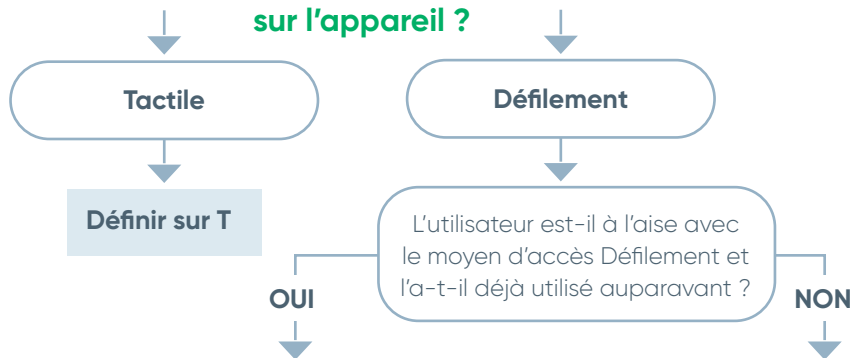 sur l’appareil ?
Tactile
Défilement
Définir sur T
L’utilisateur est-il à l’aise avec
le moyen d’accès Défilement et
l’a-t-il déjà utilisé auparavant ?
OUI
NON